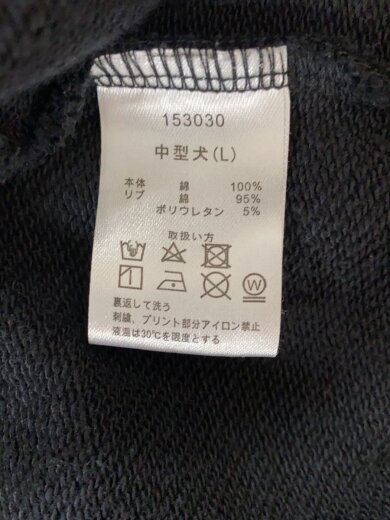 153030
中型犬(L)
本体 綿 100%
リブ 綿 95%
ポリウレタン 5%
取扱い方
W
裏返して洗う
刺繍、プリント部分アイロン禁止
液温は30℃を限度とする